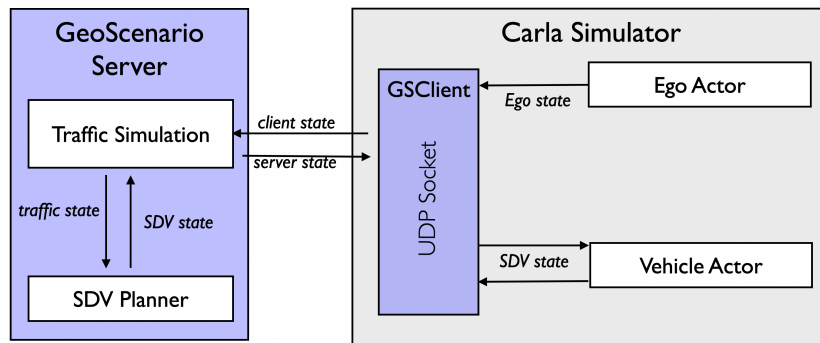 GeoScenario
Server
Traffic Simulation
traffic state
SDV state
SDV Planner
client state
server state
Carla Simulator
GSClient
UDP Socket
Ego state
Ego Actor
SDV state
Vehicle Actor